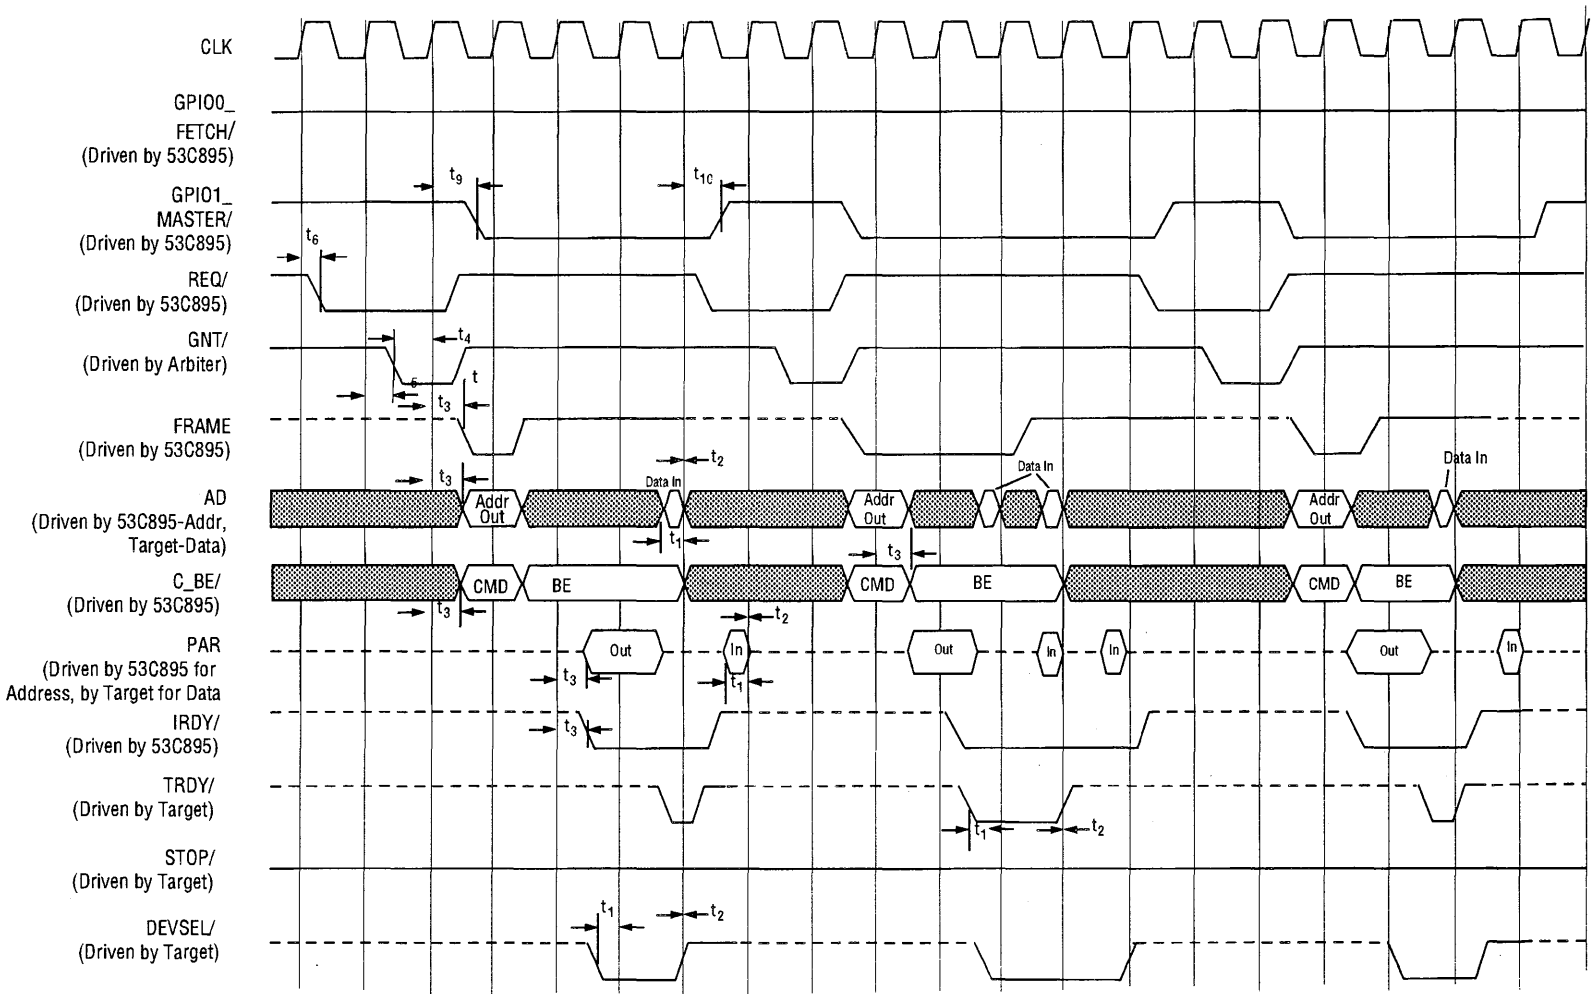 CLK
GPIO0_
FETCH/
(Driven by 53C895)
t9
t10
GPIO1_
MASTER/
(Driven by 53C895)
t6
REQ/
(Driven by 53C895)
GNT/
(Driven by Arbiter)
t4
t
5
t3
FRAME
(Driven by 53C895)
t2
Data In
Data In
t3
Data In
AD
(Driven by 53C895-Addr,
Target-Data)
Addr
Out
Addr
Out
Addr
Out
t1
t3
C_BE/
(Driven by 53C895)
CMD
BE
CMD
BE
CMD
BE
t3
t2
PAR
(Driven by 53C895 for
Address, by Target for Data
Out
In
Out
In
In
Out
In
t3
t1
IRDY/
(Driven by 53C895)
t3
TRDY/
(Driven by Target)
t1
t2
STOP/
(Driven by Target)
t1
t2
DEVSEL/
(Driven by Target)